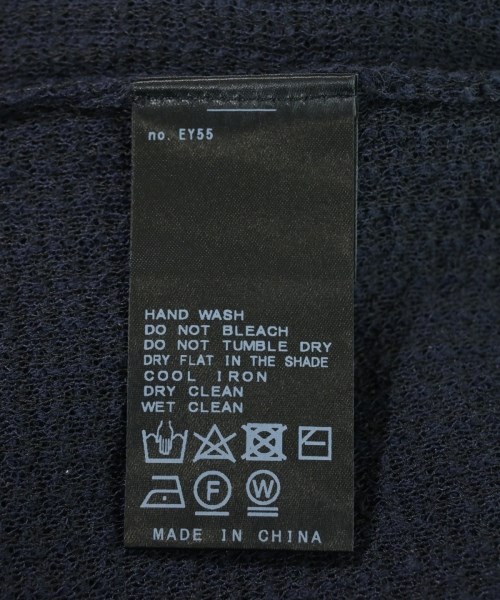 no. EY55
HAND WASH
DO NOT BLEACH
DO NOT TUMBLE DRY
DRY FLAT IN THE SHADE
COOL IRON
DRY CLEAN
WET CLEAN
F W
MADE IN CHINA